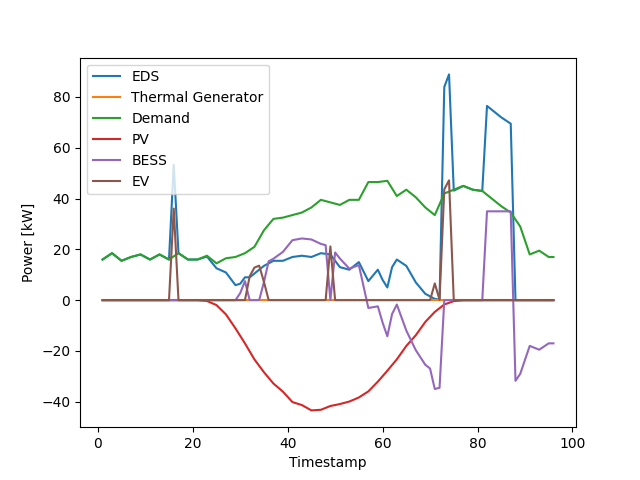 EDS
Thermal Generator
Demand
PV
BESS
EV
Power [kW]
80
60
40
20
0
−20
−40
0 20 40 60 80 100
Timestamp